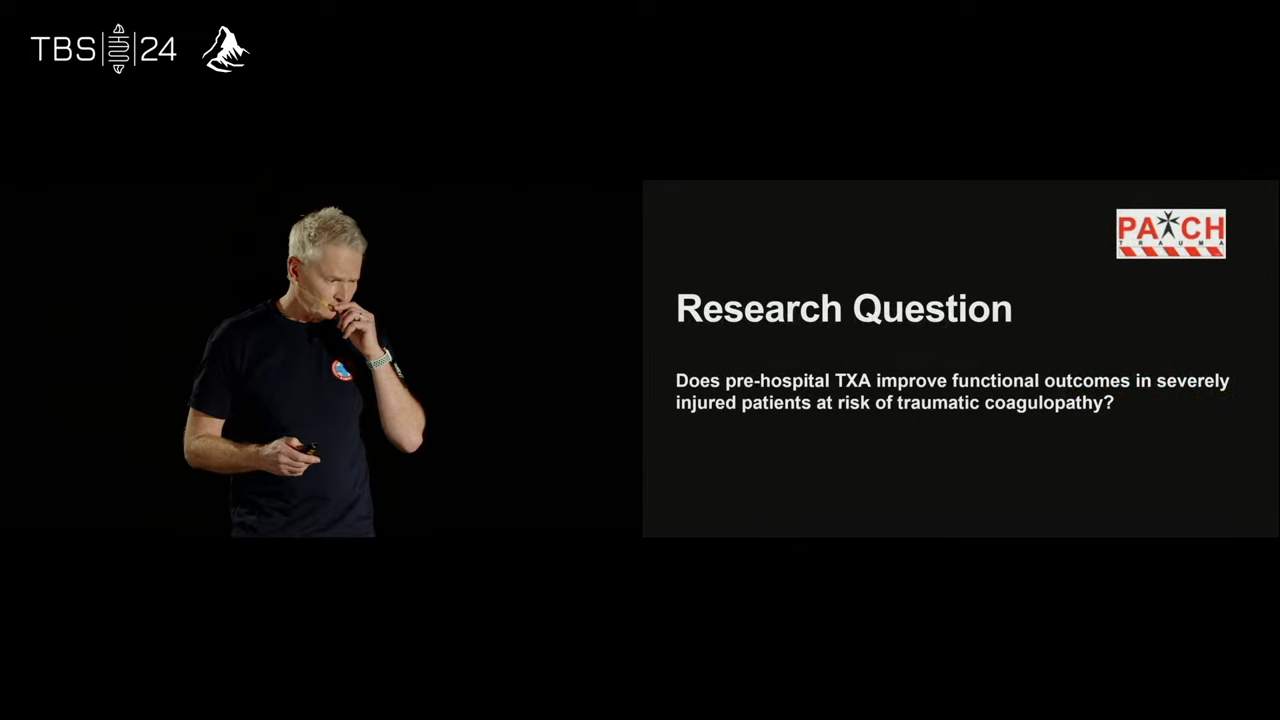 TBS 24
PATCH
TRAUMA
Research Question
Does pre-hospital TXA improve functional outcomes in severely
injured patients at risk of traumatic coagulopathy?